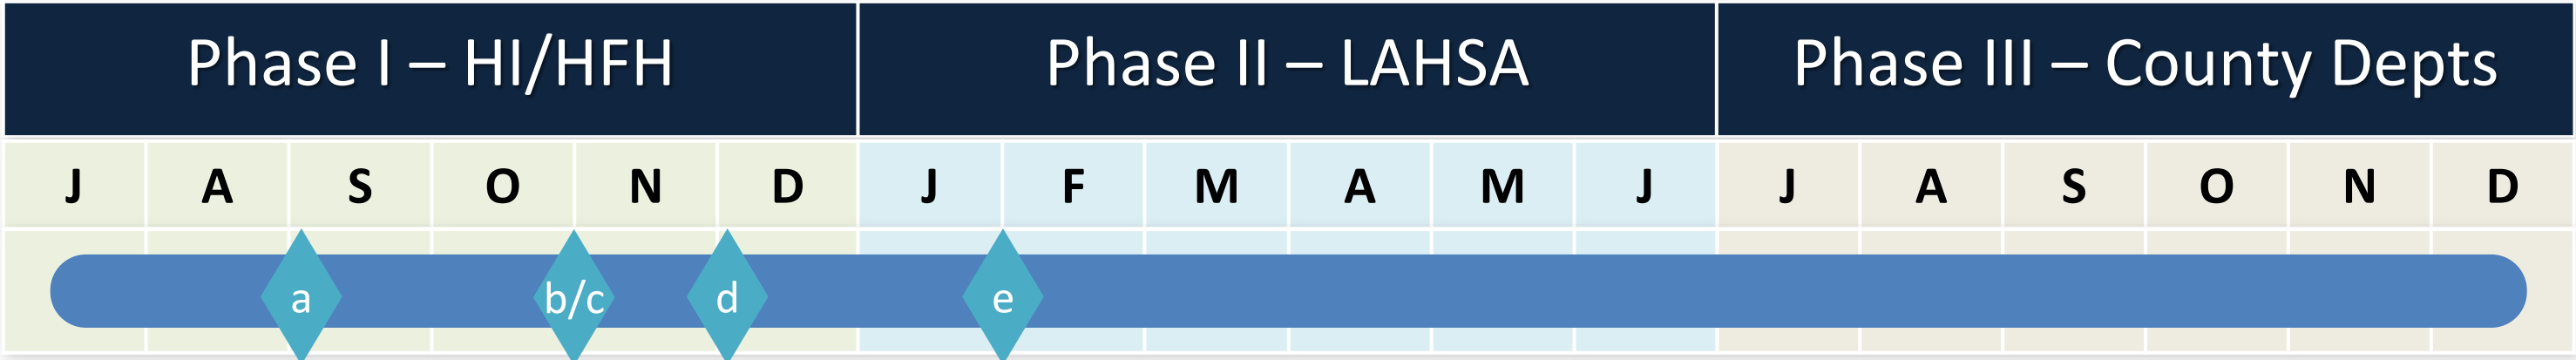 Phase I – HI/HFH Phase II – LAHSA Phase III – County Depts
J A S O N D J F M A M J J A S O N D
a b/c d e